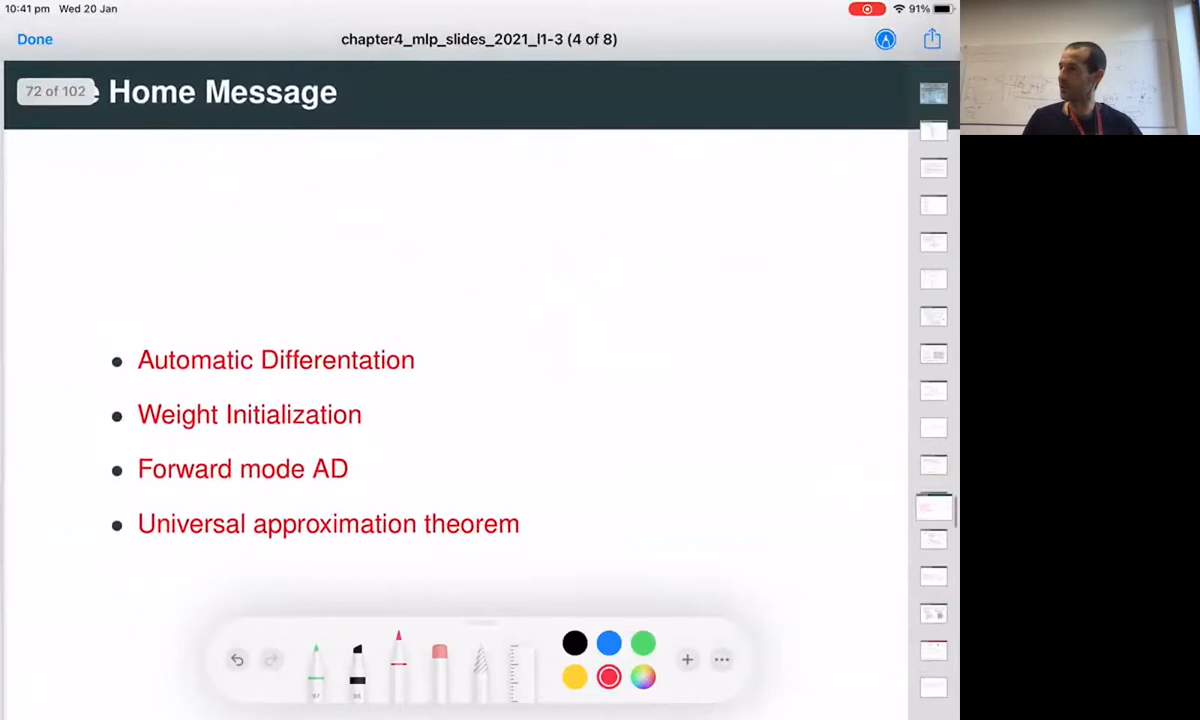 10:41 pm Wed 20 Jan
91%
Done
chapter4_mlp_slides_2021_l1-3 (4 of 8)
72 of 102
e Home Message
• Automatic Differentation
• Weight Initialization
• Forward mode AD
• Universal approximation theorem